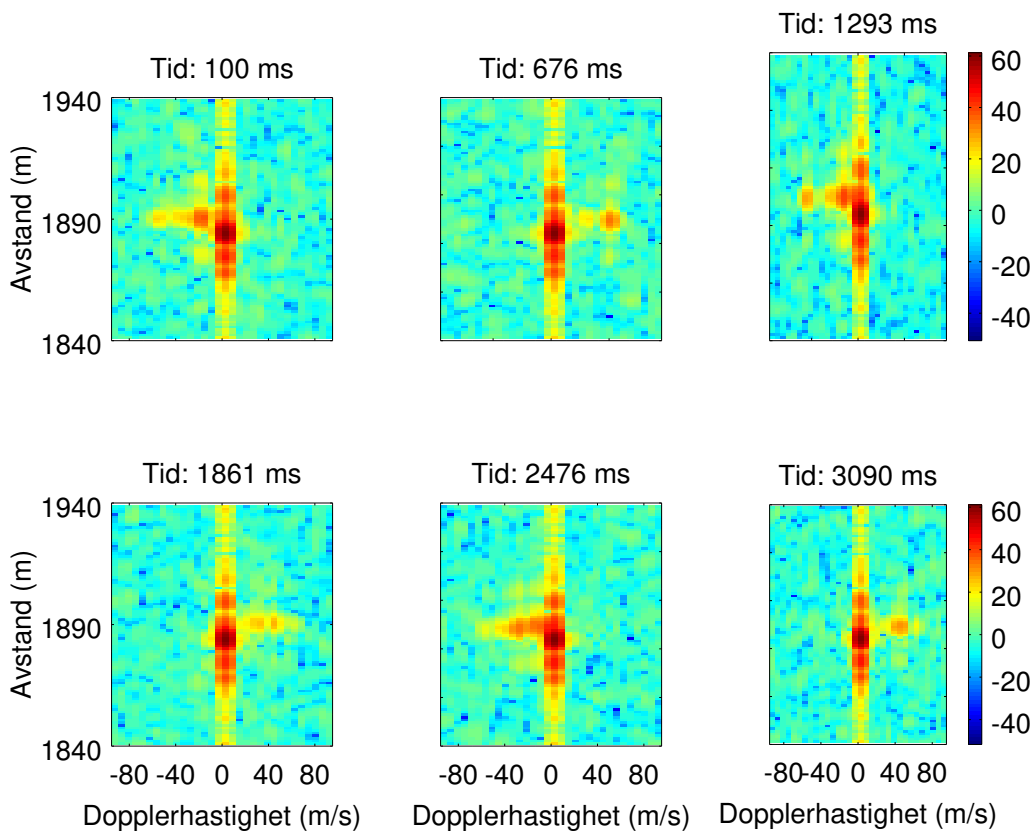 Tid: 100 ms
Tid: 676 ms
Tid: 1293 ms
1940
1890
1840
Avstand (m)
60
40
20
0
-20
-40
Tid: 1861 ms
Tid: 2476 ms
Tid: 3090 ms
1940
1890
1840
Avstand (m)
60
40
20
0
-20
-40
-80 -40 0 40 80
-80 -40 0 40 80
-80 -40 0 40 80
Dopplerhastighet (m/s)
Dopplerhastighet (m/s)
Dopplerhastighet (m/s)